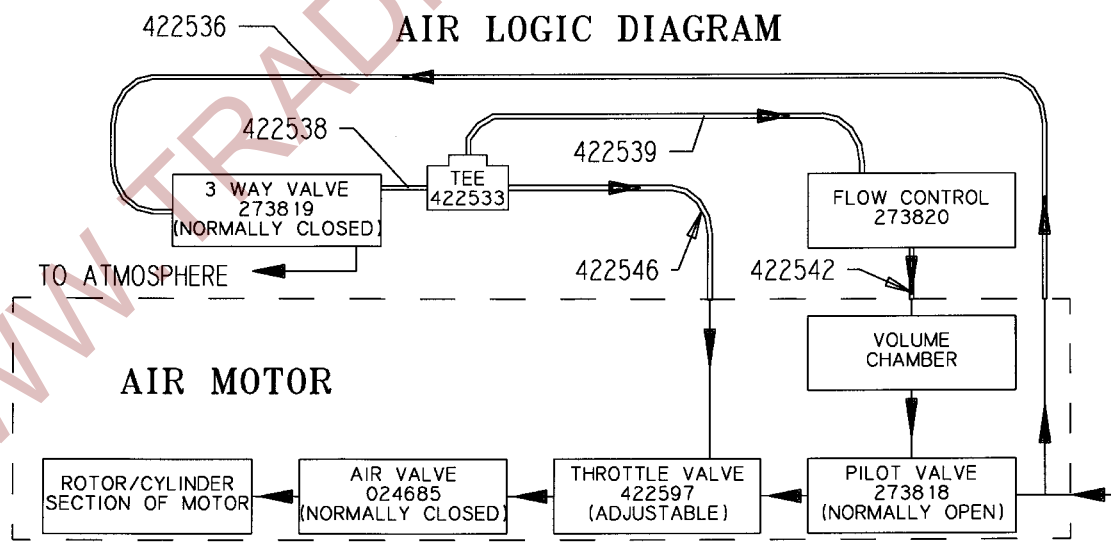 AIR LOGIC DIAGRAM
422536
422538
422539
TEE
422533
3 WAY VALVE
273819
(NORMALLY CLOSED)
FLOW CONTROL
273820
TO ATMOSPHERE
422546
422542
VOLUME
CHAMBER
AIR MOTOR
ROTOR/CYLINDER
SECTION OF MOTOR
AIR VALVE
024685
(NORMALLY CLOSED)
THROTTLE VALVE
422597
(ADJUSTABLE)
PILOT VALVE
273818
(NORMALLY OPEN)
WWW TRADI